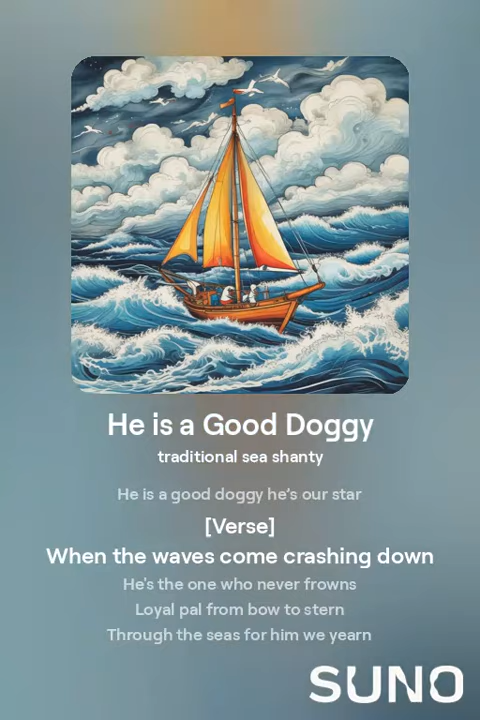 He is a Good Doggy
traditional sea shanty
He is a good doggy he's our star
[Verse]
When the waves come crashing down
He's the one who never frowns
Loyal pal from bow to stern
Through the seas for him we yearn
SUNO